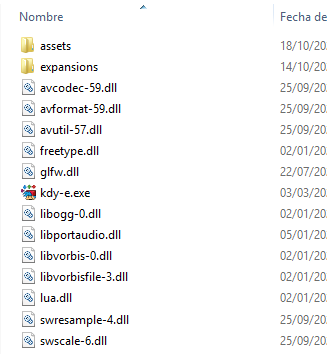 Nombre Fecha de
assets 18/10/20
expansions 14/10/20
avcodec-59.dll 25/09/20
avformat-59.dll 25/09/20
avutil-57.dll 25/09/20
freetype.dll 02/01/20
glfw.dll 22/07/20
kdy-e.exe 03/03/20
libogg-0.dll 02/01/20
libportaudio.dll 05/01/20
libvorbis-0.dll 02/01/20
libvorbisfile-3.dll 02/01/20
lua.dll 02/01/20
swresample-4.dll 25/09/20
swscale-6.dll 25/09/20